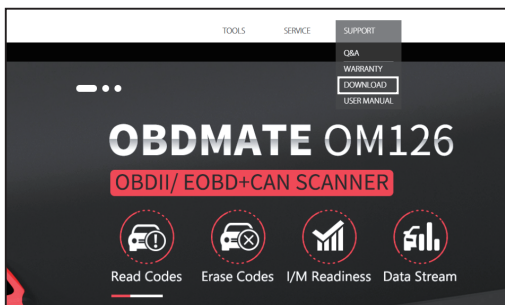 TOOLS SERVICE SUPPORT
Q&A
WARRANTY
DOWNLOAD
USER MANUAL
OBDMATE OM126
OBDII/ EOBD+CAN SCANNER
Read Codes Erase Codes I/M Readiness Data Stream